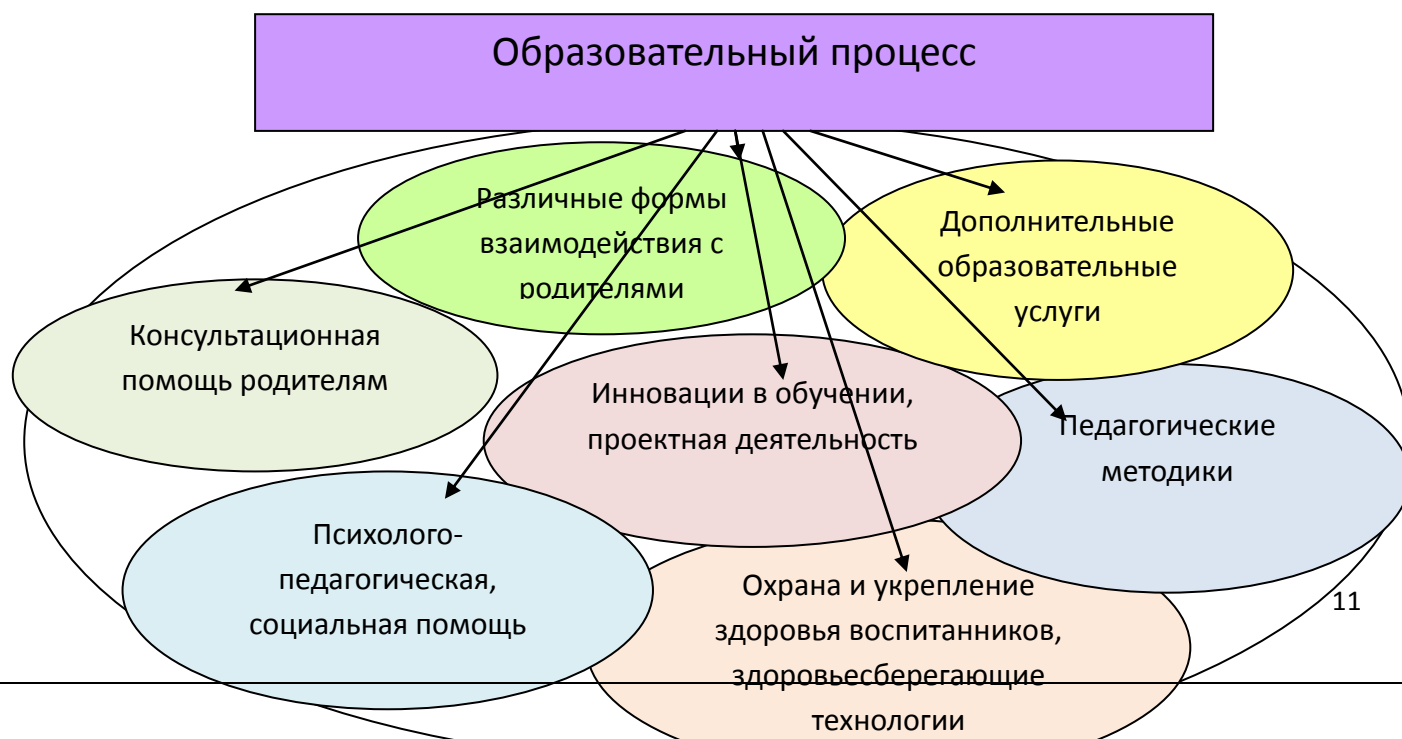 Образовательный процесс
Различные формы
взаимодействия с
родителями
Дополнительные
образовательные
услуги
Консультационная
помощь родителям
Инновации в обучении,
проектная деятельность
Педагогические
методики
Психолого-
педагогическая,
социальная помощь
Охрана и укрепление
здоровья воспитанников,
здоровьесберегающие
технологии
11